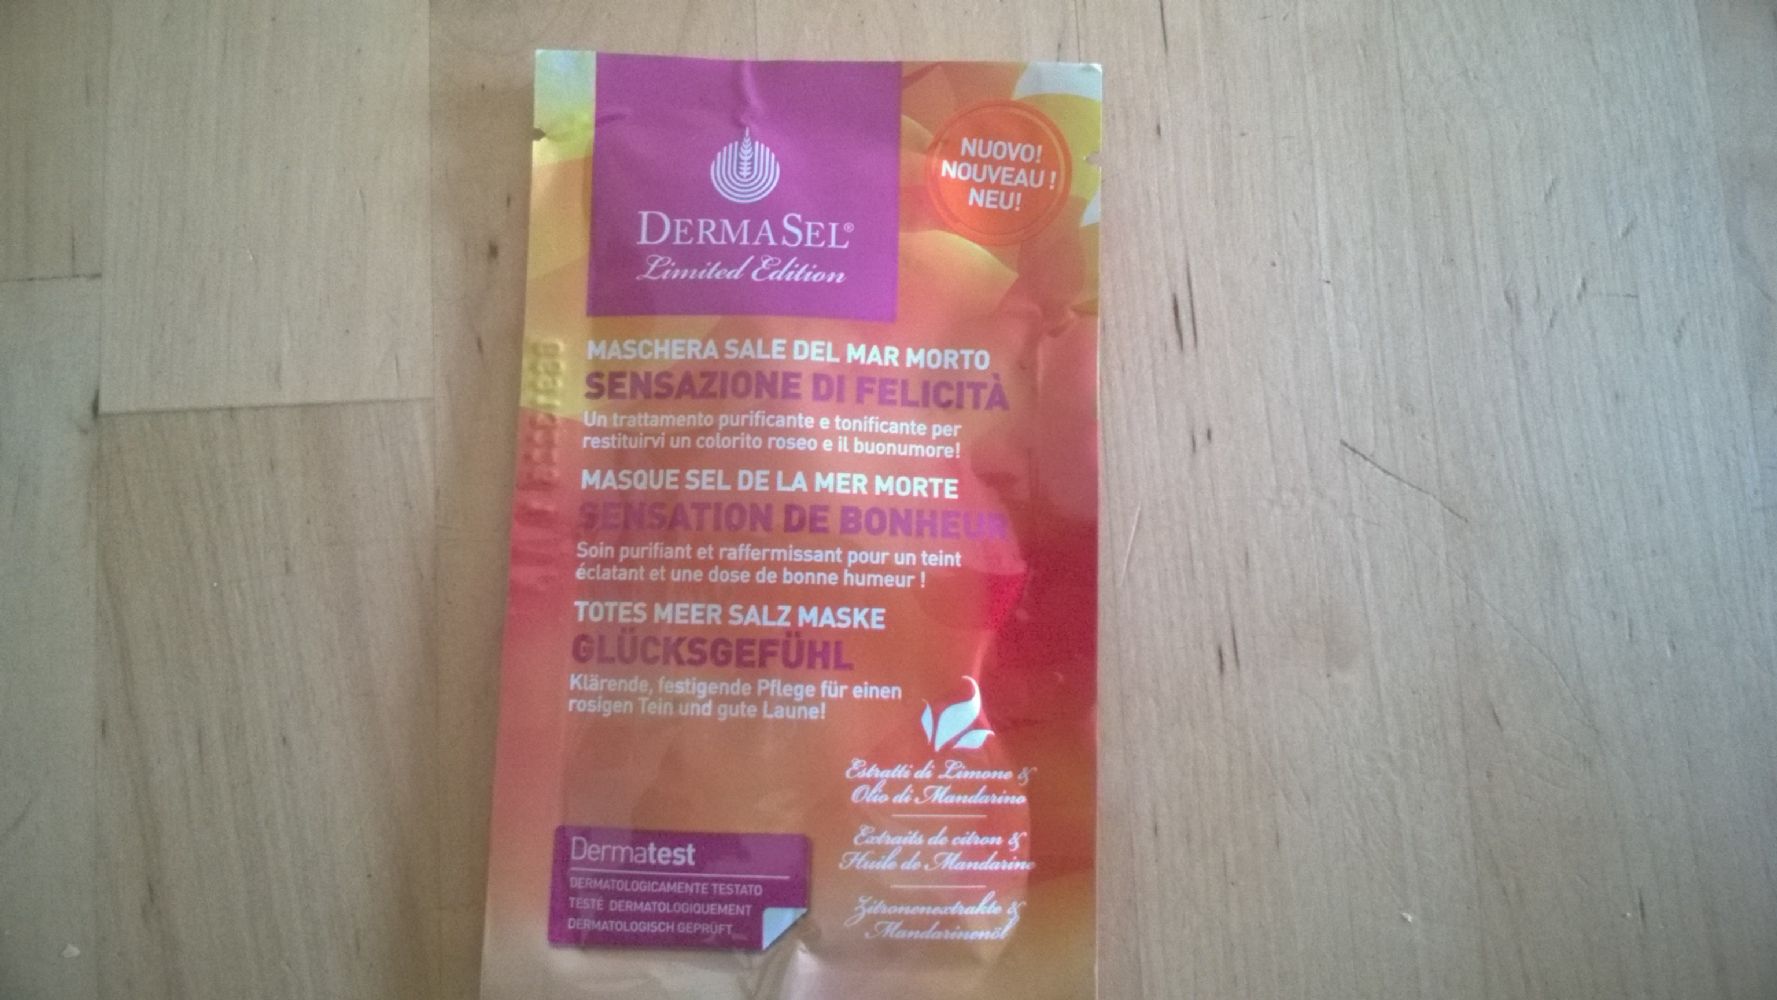 DERMASEL®
Limited Edition
NUOVO!
NOUVEAU !
NEU!
MASCHERA SALE DEL MAR MORTO
SENSAZIONE DI FELICITÀ
Un trattamento purificante e tonificante per
restituirvi un colorito roseo e il buonumore!
MASQUE SEL DE LA MER MORTE
SENSATION DE BONHEUR
Soin purifiant et raffermissant pour un teint
éclatant et une dose de bonne humeur !
TOTES MEER SALZ MASKE
GLÜCKSGEFÜHL
Klärende, festigende Pflege für einen
rosigen Tein und gute Laune!
Estratti di Limone &
Olio di Mandarino
Extraits de citron &
Huile de Mandarine
Zitronenextrakte &
Mandarinenöl
Dermatest
DERMATOLOGICAMENTE TESTATO
TESTÉ DERMATOLOGIQUEMENT
DERMATOLOGISCH GEPRÜFT